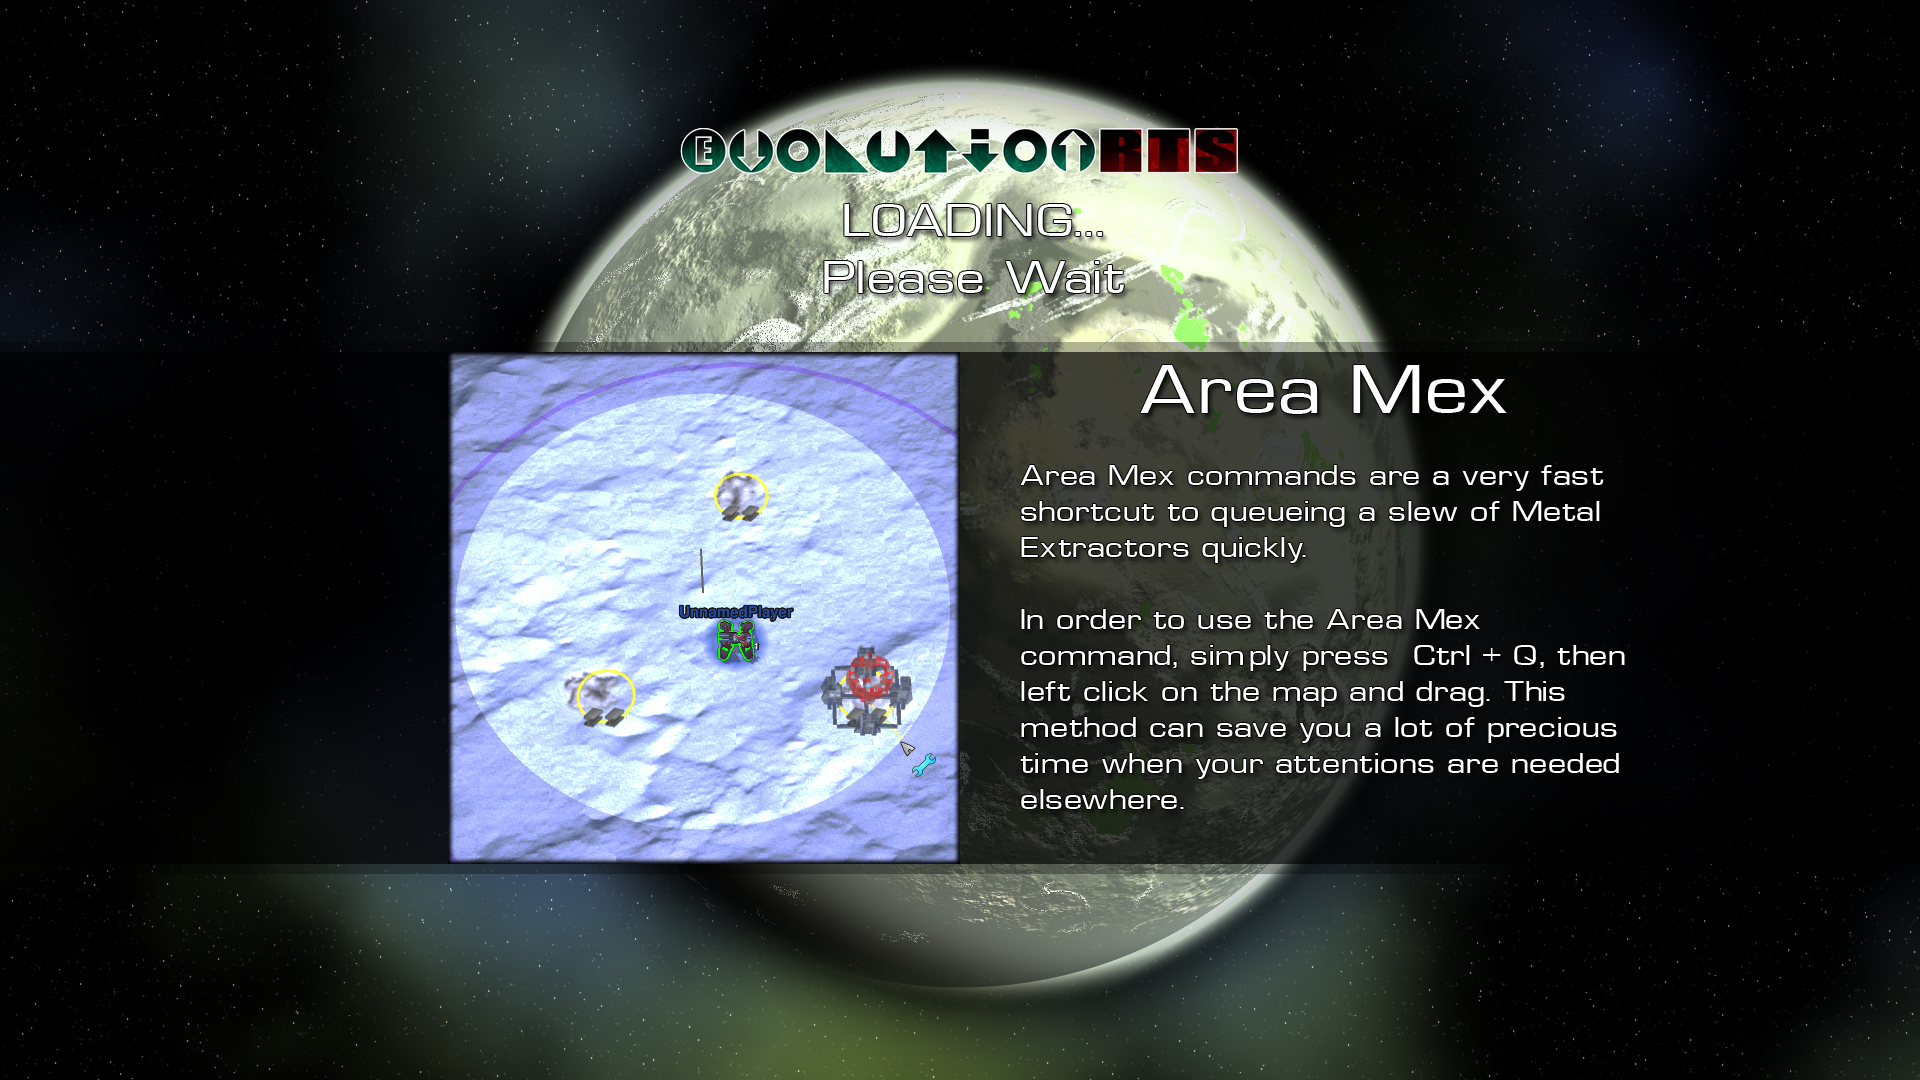 EVOLUTION RTS
LOADING...
Please Wait
Area Mex
Area Mex commands are a very fast
shortcut to queueing a slew of Metal
Extractors quickly.
In order to use the Area Mex
command, simply press Ctrl + Q, then
left click on the map and drag. This
method can save you a lot of precious
time when your attentions are needed
elsewhere.
UnnamedPlayer